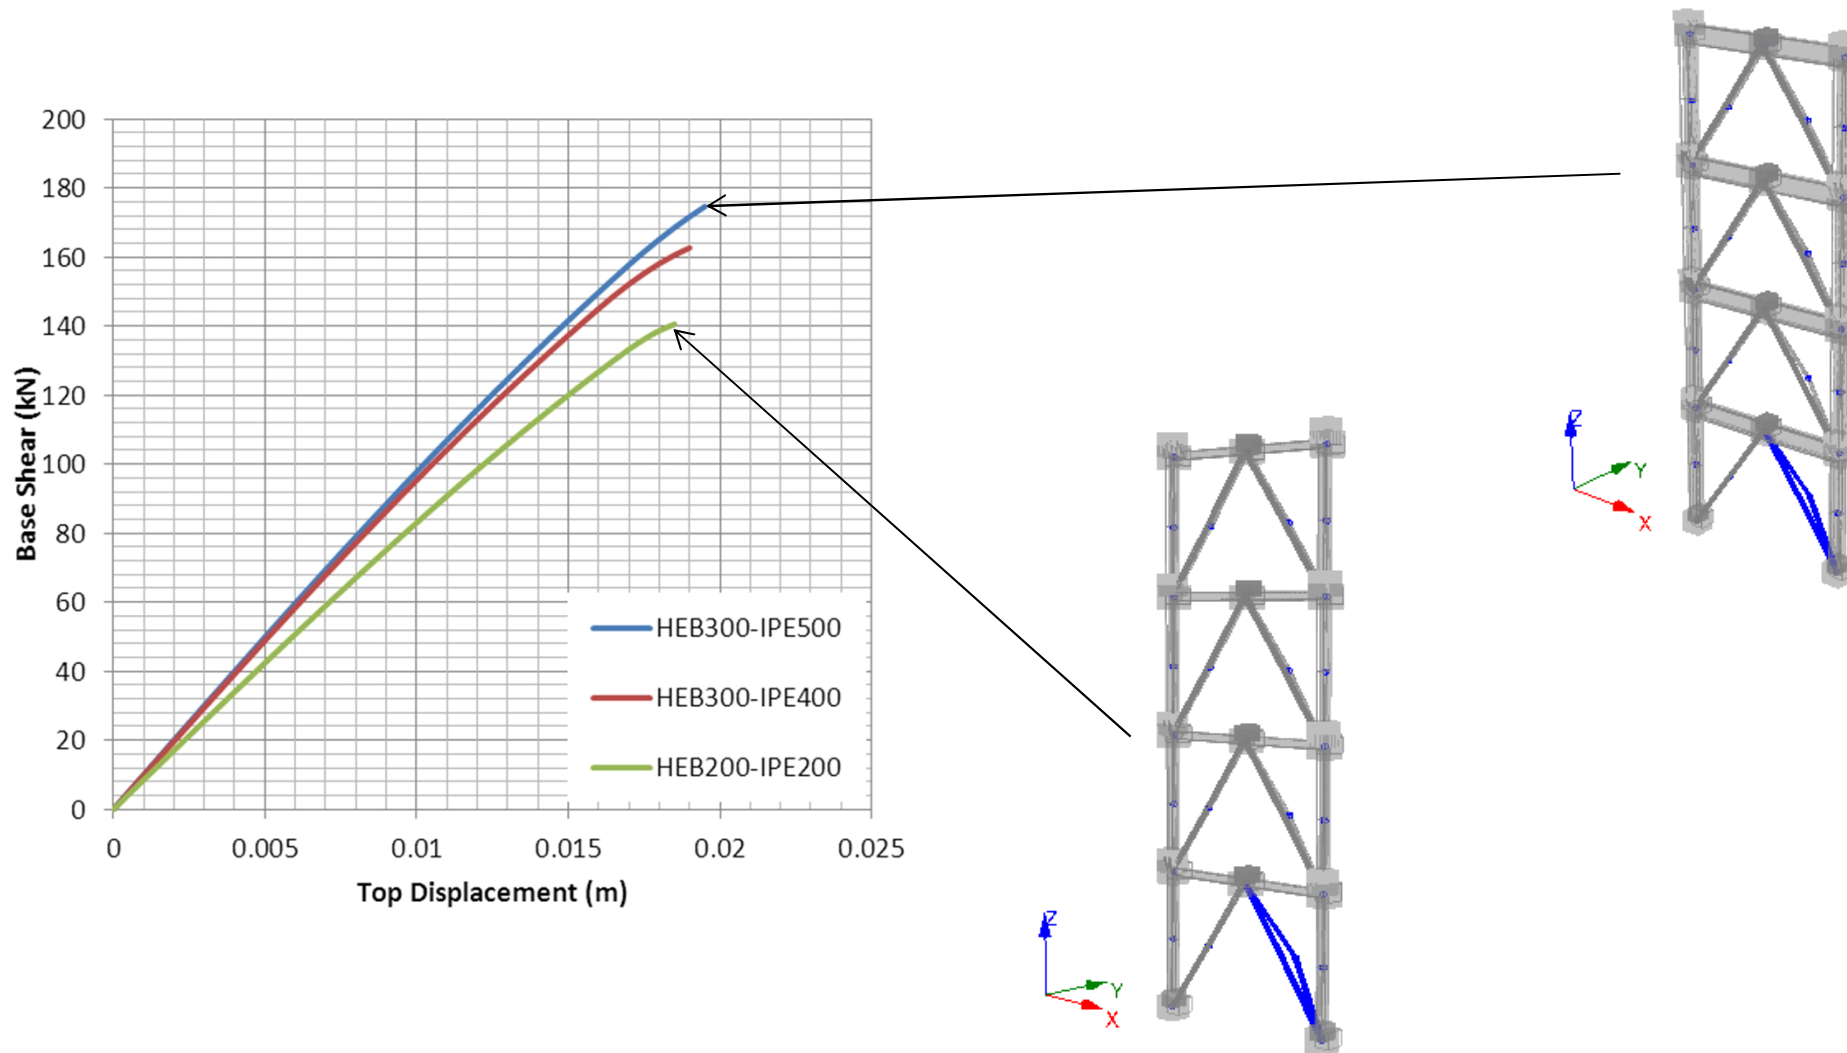 200
180
160
140
120
100
80
60
40
20
0
Base Shear (kN)
0
0.005
0.01
0.015
0.02
0.025
Top Displacement (m)
HEB300-IPE500
HEB300-IPE400
HEB200-IPE200
Z
Y
X
Z
Y
X